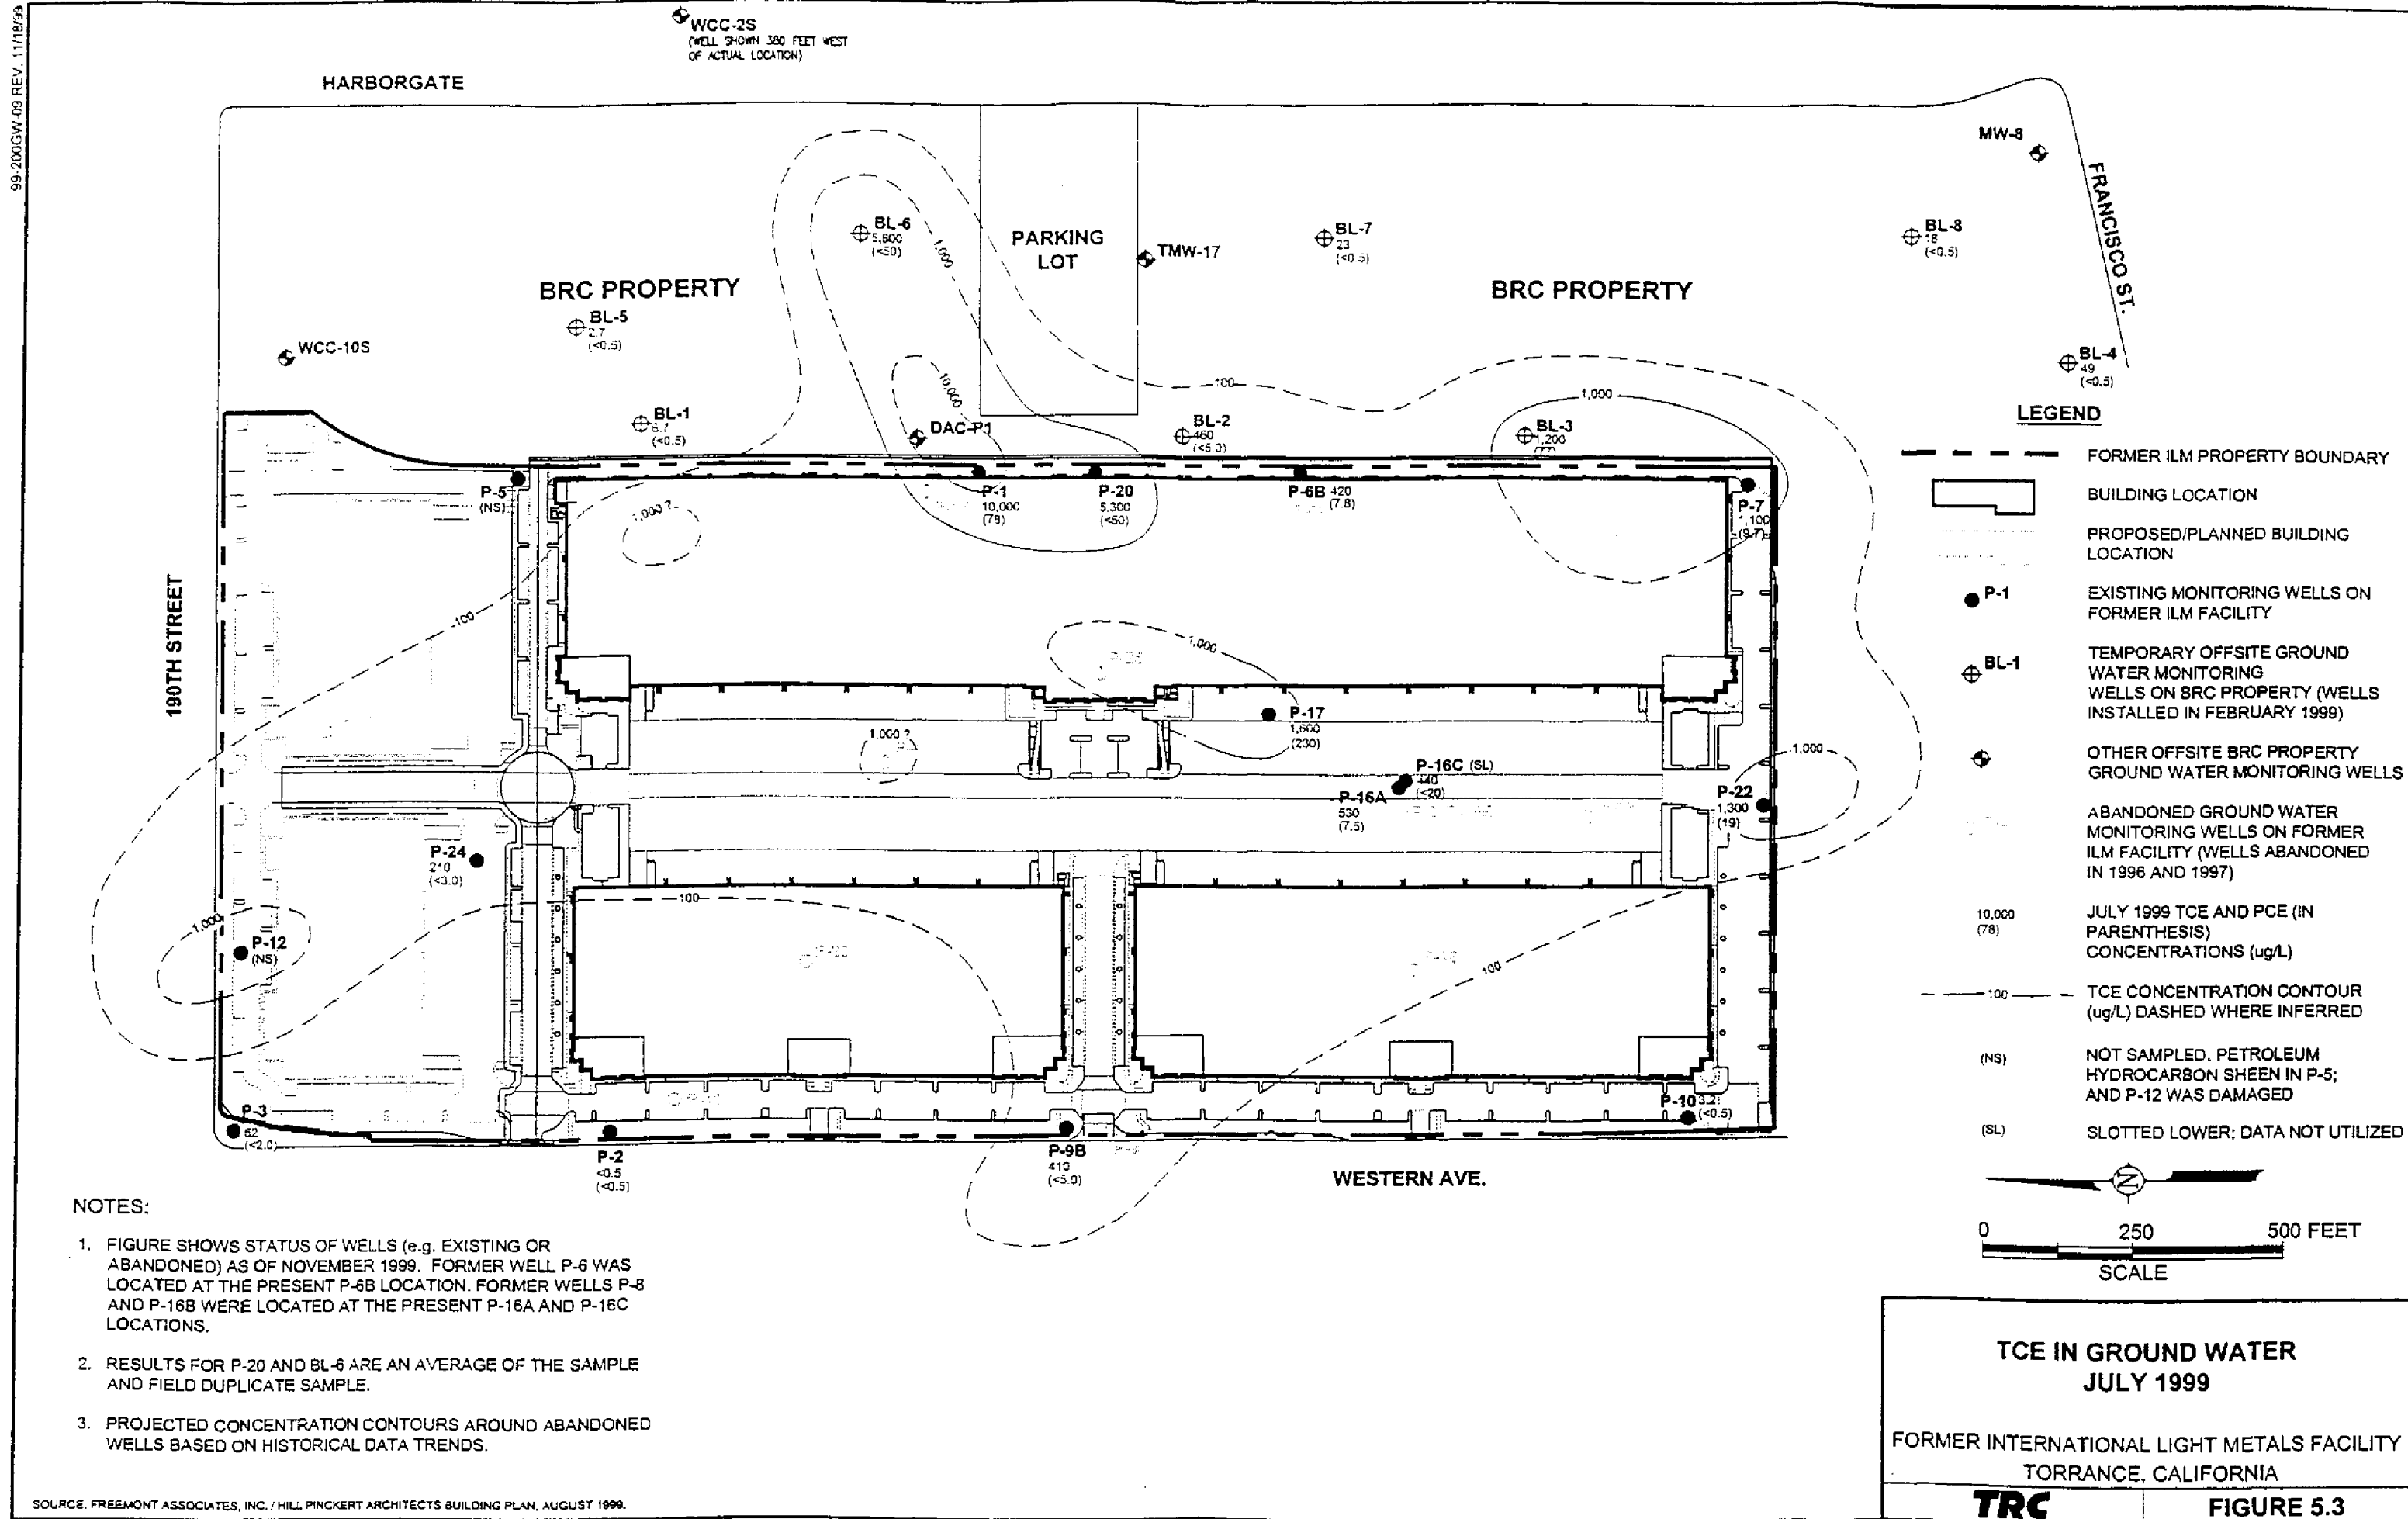 99-200GW-09 REV. 11/18/99
WCC-2S
(WELL SHOWN 380 FEET WEST
OF ACTUAL LOCATION)
HARBORGATE
MW-8
FRANCISCO ST.
BL-6
5,600
(<50)
1,000
PARKING
LOT
TMW-17
BL-7
23
(<0.5)
BL-8
18
(<0.5)
BRC PROPERTY
BRC PROPERTY
BL-5
2.7
(<0.5)
WCC-10S
10,000
100
1,000
BL-4
49
(<0.5)
BL-1
(<0.5)
DAC-P1
BL-2
460
(<5.0)
BL-3
1,200
P-5
(NS)
1,000 ?
P-1
10,000
(78)
P-20
5,300
(<50)
P-6B 420
(7.8)
P-7
1,100
(9.7)
190TH STREET
100
1,000
P-17
1,600
(230)
1,000 ?
P-16C (SL)
440
(<20)
P-16A
530
(7.5)
1,000
P-22
1,300
(19)
P-24
210
(<3.0)
100
1,000
P-12
(NS)
100
P-3
62
(<2.0)
P-2
<0.5
(<0.5)
P-9B
410
(<5.0)
P-10 3.2
(<0.5)
WESTERN AVE.
LEGEND
FORMER ILM PROPERTY BOUNDARY
BUILDING LOCATION
PROPOSED/PLANNED BUILDING
LOCATION
P-1
EXISTING MONITORING WELLS ON
FORMER ILM FACILITY
BL-1
TEMPORARY OFFSITE GROUND
WATER MONITORING
WELLS ON BRC PROPERTY (WELLS
INSTALLED IN FEBRUARY 1999)
OTHER OFFSITE BRC PROPERTY
GROUND WATER MONITORING WELLS
ABANDONED GROUND WATER
MONITORING WELLS ON FORMER
ILM FACILITY (WELLS ABANDONED
IN 1996 AND 1997)
10,000
(78)
JULY 1999 TCE AND PCE (IN
PARENTHESIS)
CONCENTRATIONS (ug/L)
100
TCE CONCENTRATION CONTOUR
(ug/L) DASHED WHERE INFERRED
(NS)
NOT SAMPLED. PETROLEUM
HYDROCARBON SHEEN IN P-5;
AND P-12 WAS DAMAGED
(SL)
SLOTTED LOWER; DATA NOT UTILIZED
N
0 250 500 FEET
SCALE
NOTES:
1. FIGURE SHOWS STATUS OF WELLS (e.g. EXISTING OR
ABANDONED) AS OF NOVEMBER 1999. FORMER WELL P-6 WAS
LOCATED AT THE PRESENT P-6B LOCATION. FORMER WELLS P-8
AND P-16B WERE LOCATED AT THE PRESENT P-16A AND P-16C
LOCATIONS.
2. RESULTS FOR P-20 AND BL-6 ARE AN AVERAGE OF THE SAMPLE
AND FIELD DUPLICATE SAMPLE.
3. PROJECTED CONCENTRATION CONTOURS AROUND ABANDONED
WELLS BASED ON HISTORICAL DATA TRENDS.
SOURCE: FREEMONT ASSOCIATES, INC. / HILL PINCKERT ARCHITECTS BUILDING PLAN, AUGUST 1999.
TCE IN GROUND WATER
JULY 1999
FORMER INTERNATIONAL LIGHT METALS FACILITY
TORRANCE, CALIFORNIA
TRC
FIGURE 5.3